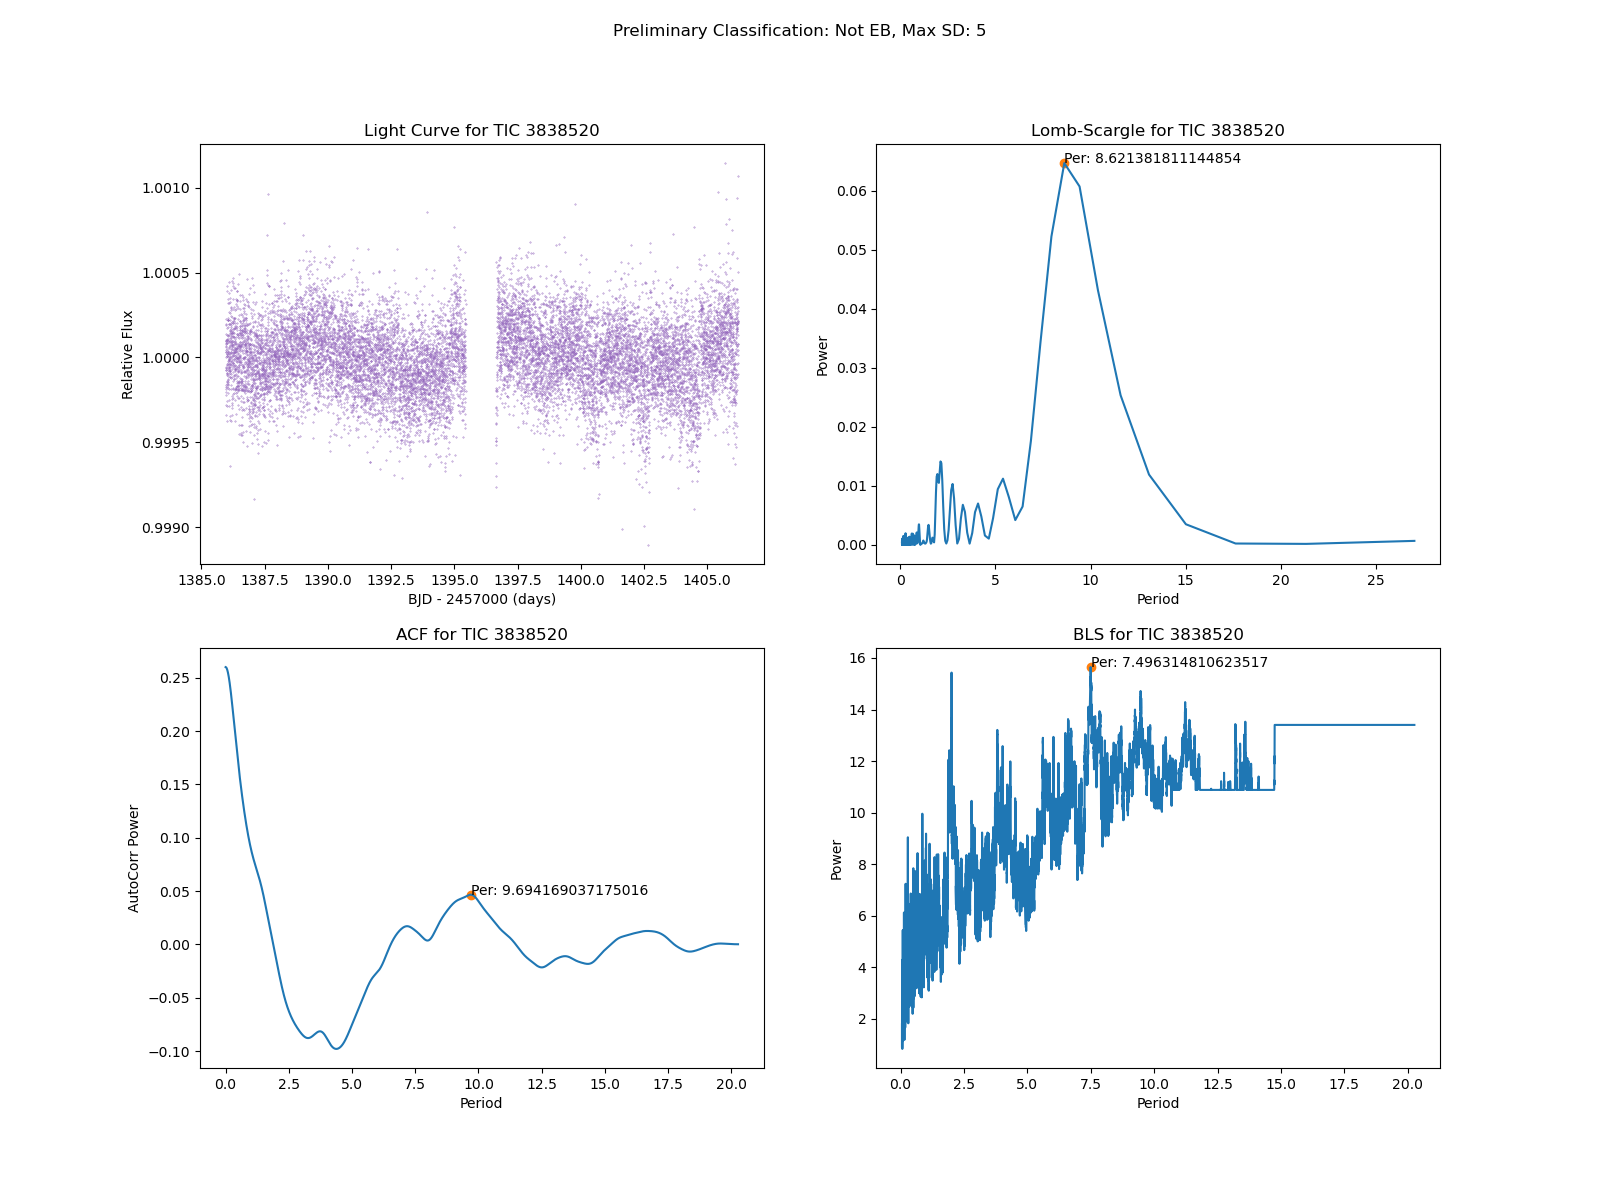 Preliminary Classification: Not EB, Max SD: 5
Light Curve for TIC 3838520
Relative Flux
1.0010
1.0005
1.0000
0.9995
0.9990
1385.0 1387.5 1390.0 1392.5 1395.0 1397.5 1400.0 1402.5 1405.0
BJD - 2457000 (days)
Lomb-Scargle for TIC 3838520
Per: 8.621381811144854
Power
0.06
0.05
0.04
0.03
0.02
0.01
0.00
0 5 10 15 20 25
Period
ACF for TIC 3838520
Per: 9.694169037175016
AutoCorr Power
0.25
0.20
0.15
0.10
0.05
0.00
−0.05
−0.10
0.0 2.5 5.0 7.5 10.0 12.5 15.0 17.5 20.0
Period
BLS for TIC 3838520
Per: 7.496314810623517
Power
16
14
12
10
8
6
4
2
0.0 2.5 5.0 7.5 10.0 12.5 15.0 17.5 20.0
Period